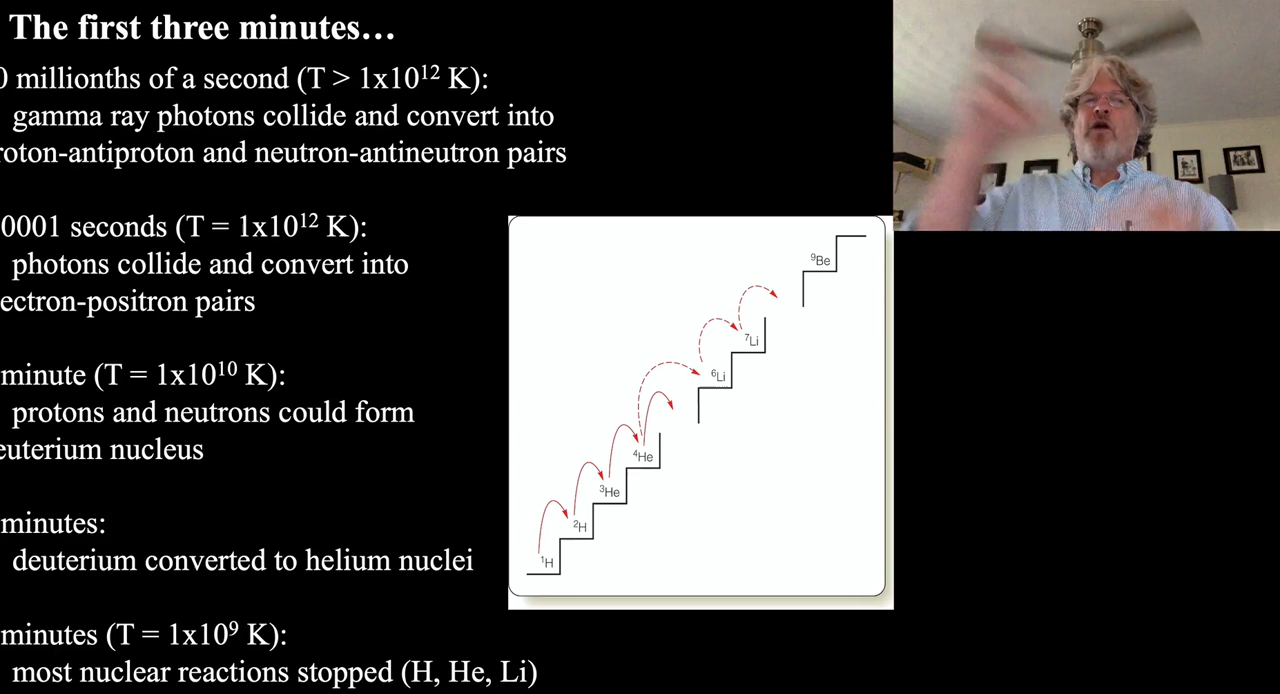 The first three minutes…
0 millionths of a second (T > 1x10¹² K):
gamma ray photons collide and convert into
roton-antiproton and neutron-antineutron pairs
0001 seconds (T = 1x10¹² K):
photons collide and convert into
ectron-positron pairs
minute (T = 1x10¹⁰ K):
protons and neutrons could form
euterium nucleus
minutes:
deuterium converted to helium nuclei
minutes (T = 1x10⁹ K):
most nuclear reactions stopped (H, He, Li)
⁹Be
⁷Li
⁶Li
⁴He
³He
²H
¹H